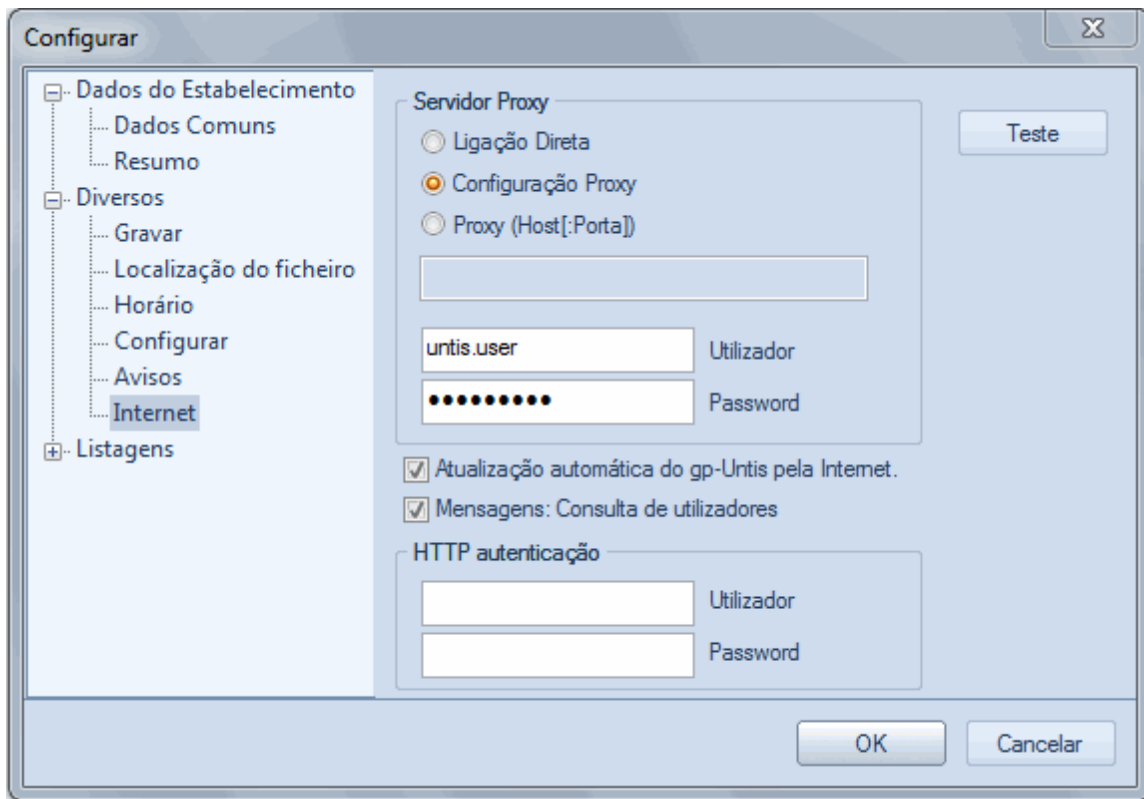 Configurar
Dados do Estabelecimento
Dados Comuns
Resumo
Diversos
Gravar
Localização do ficheiro
Horário
Configurar
Avisos
Internet
Listagens
Servidor Proxy
Ligação Direta
Configuração Proxy
Proxy (Host[:Porta])
untis.user
Utilizador
●●●●●●●●●
Password
Atualização automática do gp-Untis pela Internet.
Mensagens: Consulta de utilizadores
HTTP autenticação
Utilizador
Password
Teste
OK
Cancelar